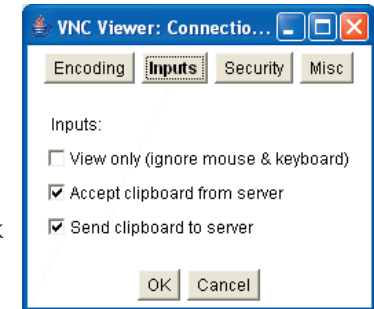 VNC Viewer: Connectio...
Encoding Inputs Security Misc
Inputs:
View only (ignore mouse & keyboard)
Accept clipboard from server
Send clipboard to server
OK Cancel